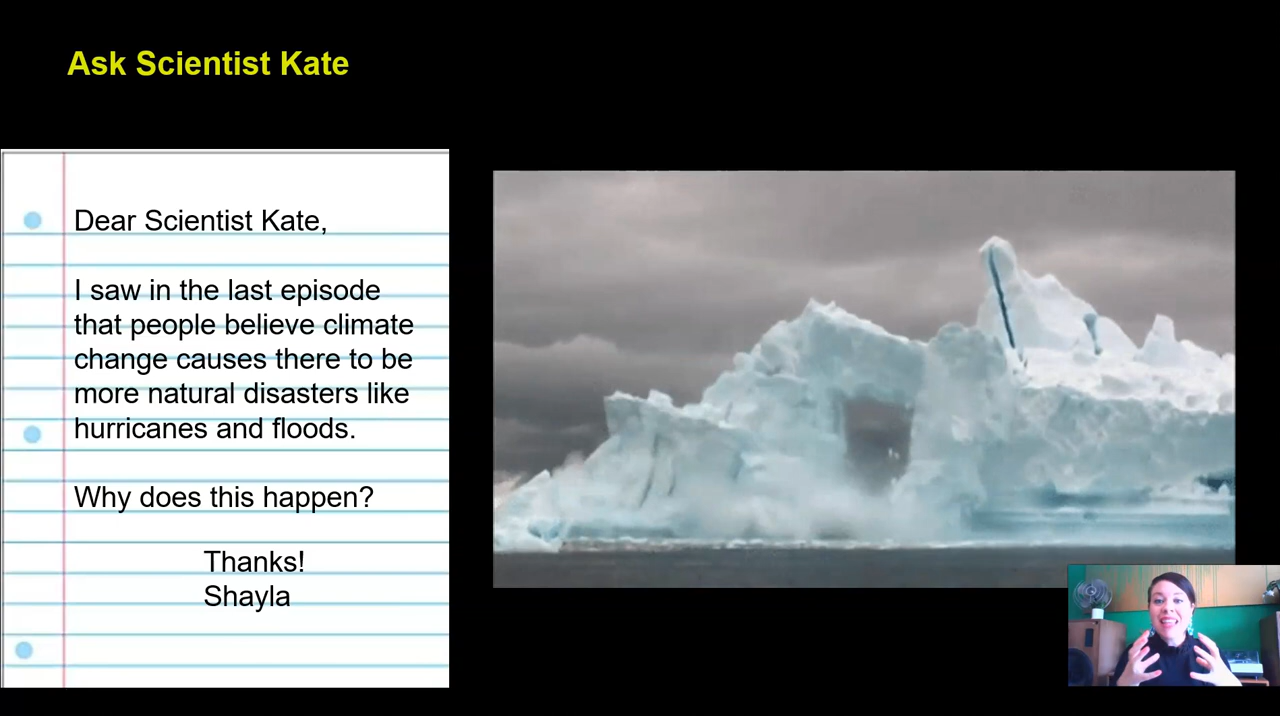 Ask Scientist Kate
Dear Scientist Kate,
I saw in the last episode
that people believe climate
change causes there to be
more natural disasters like
hurricanes and floods.
Why does this happen?
Thanks!
Shayla